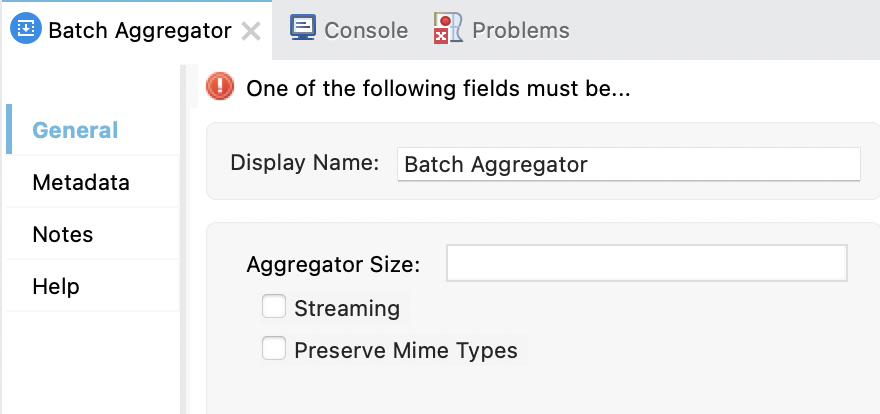 Batch Aggregator Console Problems
One of the following fields must be...
General
Metadata
Notes
Help
Display Name: Batch Aggregator
Aggregator Size:
Streaming
Preserve Mime Types